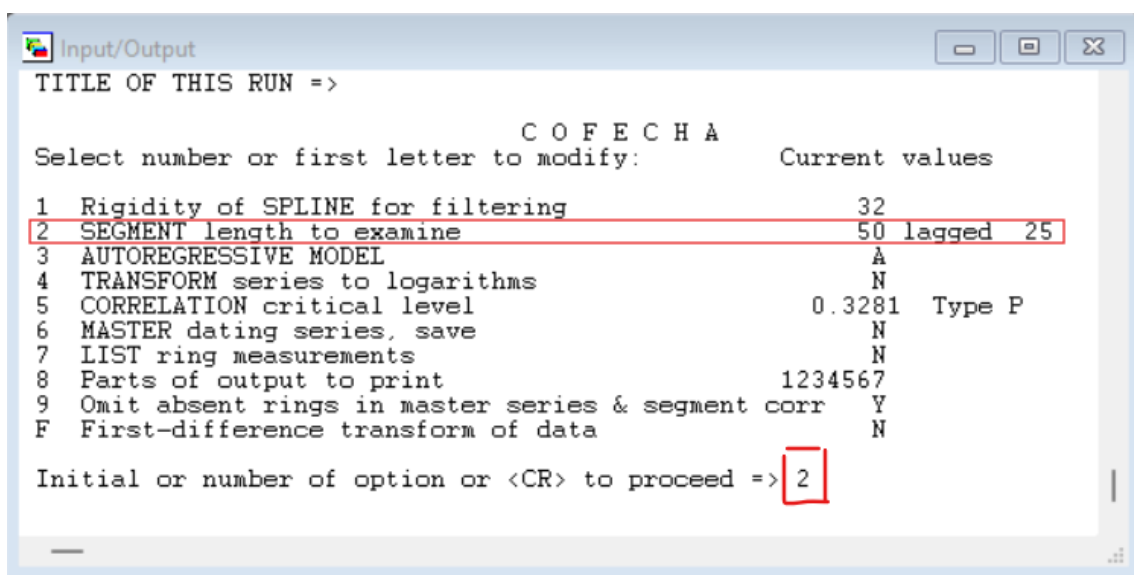 Input/Output
TITLE OF THIS RUN =>
C O F E C H A
Select number or first letter to modify: Current values
1 Rigidity of SPLINE for filtering 32
2 SEGMENT length to examine 50 lagged 25
3 AUTOREGRESSIVE MODEL A
4 TRANSFORM series to logarithms N
5 CORRELATION critical level 0.3281 Type P
6 MASTER dating series, save N
7 LIST ring measurements N
8 Parts of output to print 1234567
9 Omit absent rings in master series & segment corr Y
F First-difference transform of data N
Initial or number of option or <CR> to proceed => 2